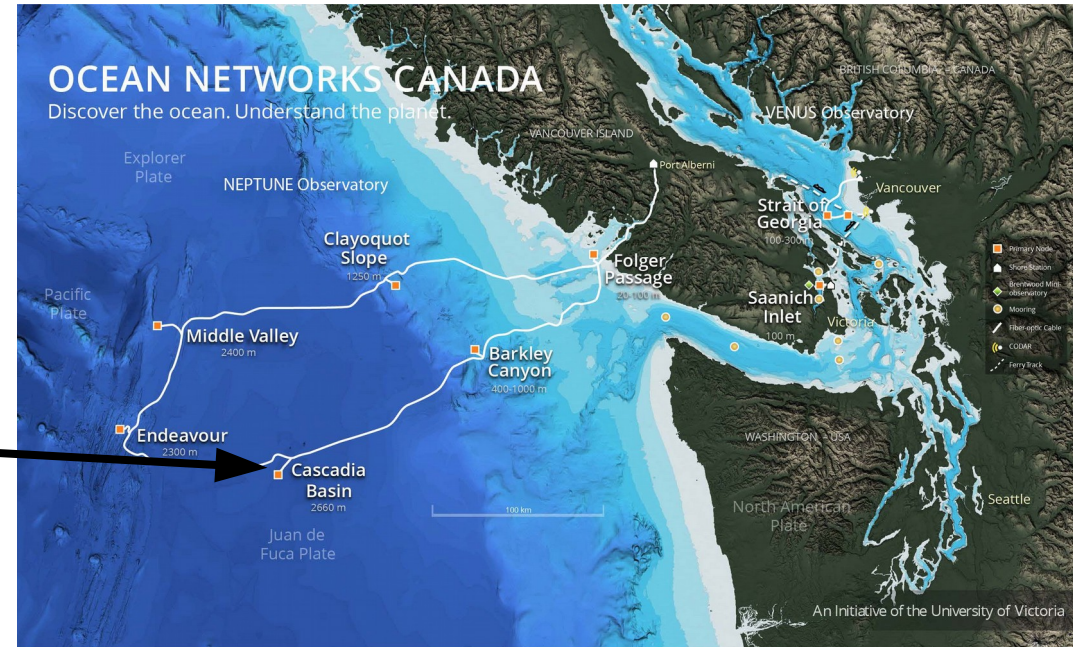 OCEAN NETWORKS CANADA
Discover the ocean. Understand the planet.
BRITISH COLUMBIA - CANADA
VENUS Observatory
VANCOUVER ISLAND
Port Alberni
Explorer
Plate
NEPTUNE Observatory
Vancouver
Strait of
Georgia
100-300 m
Clayoquot
Slope
1250 m
Folger
Passage
20-100 m
Primary Node
Shore Station
Brentwood Mini
observatory
Mooring
Fiber-optic Cable
CODAR
Ferry Track
Pacific
Plate
Saanich
Inlet
100 m
Victoria
Middle Valley
2400 m
Barkley
Canyon
400-1000 m
Endeavour
2300 m
WASHINGTON - USA
Cascadia
Basin
2660 m
100 km
Seattle
North American
Plate
Juan de
Fuca Plate
An Initiative of the University of Victoria